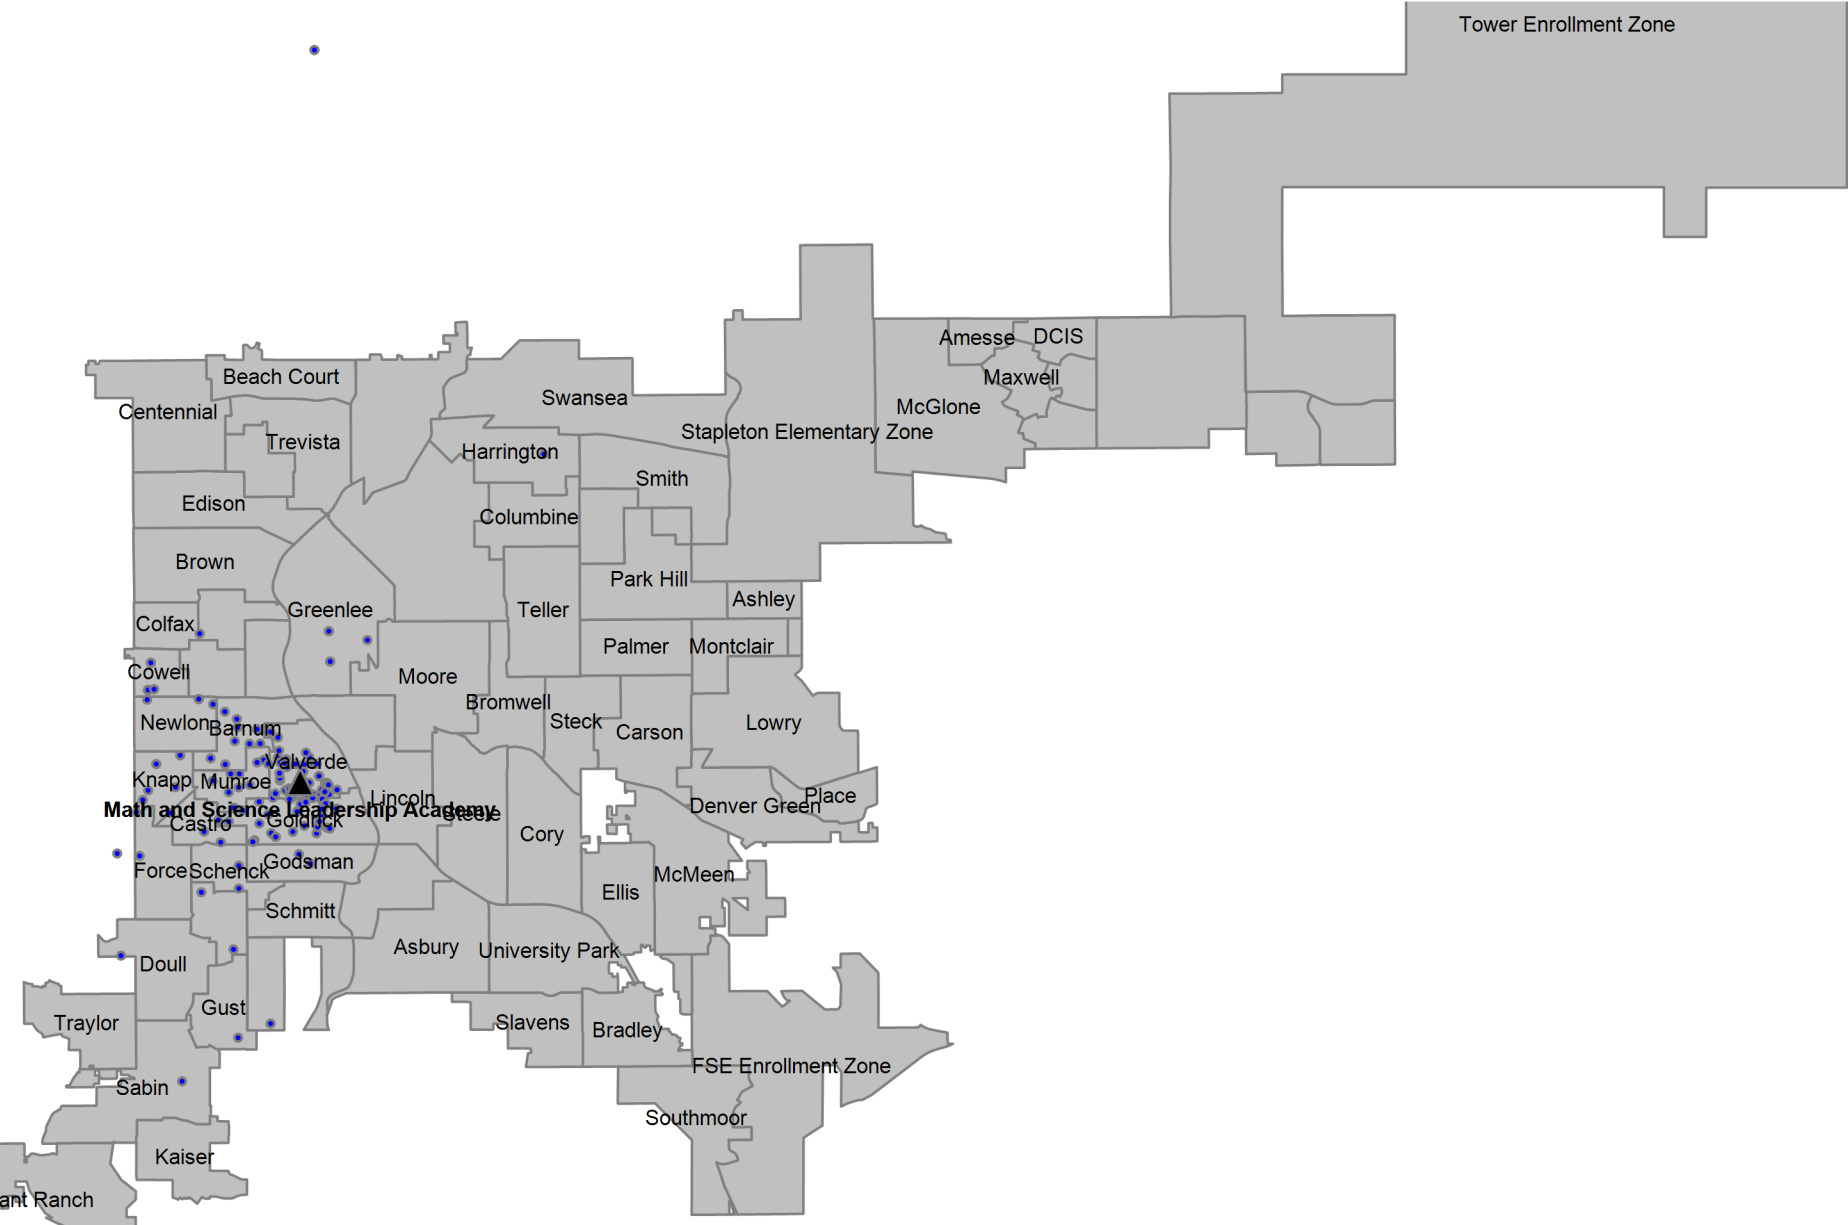 Tower Enrollment Zone
Amesse
DCIS
Beach Court
Maxwell
Swansea
Centennial
McGlone
Stapleton Elementary Zone
Trevista
Harrington
Smith
Edison
Columbine
Brown
Park Hill
Ashley
Greenlee
Teller
Colfax
Palmer
Montclair
Cowell
Moore
Bromwell
Newlon
Barnum
Steck
Carson
Lowry
Valverde
Knapp
Munroe
Lincoln
Place
Denver Green
Math and Science Leadership Academy
Steele
Castro
Goldrick
Cory
Godsman
Force
Schenck
McMeen
Ellis
Schmitt
Asbury
University Park
Doull
Gust
Traylor
Slavens
Bradley
FSE Enrollment Zone
Sabin
Southmoor
Kaiser
ant Ranch